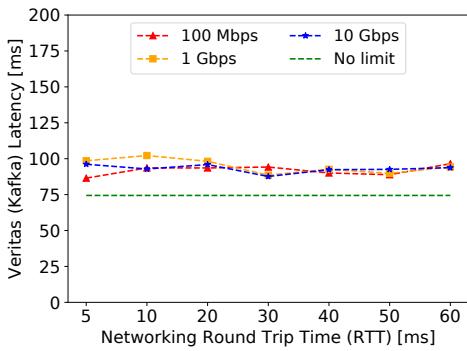 200
175
150
125
100
75
50
25
0
Veritas (Kafka) Latency [ms]
100 Mbps
1 Gbps
10 Gbps
No limit
5 10 20 30 40 50 60
Networking Round Trip Time (RTT) [ms]